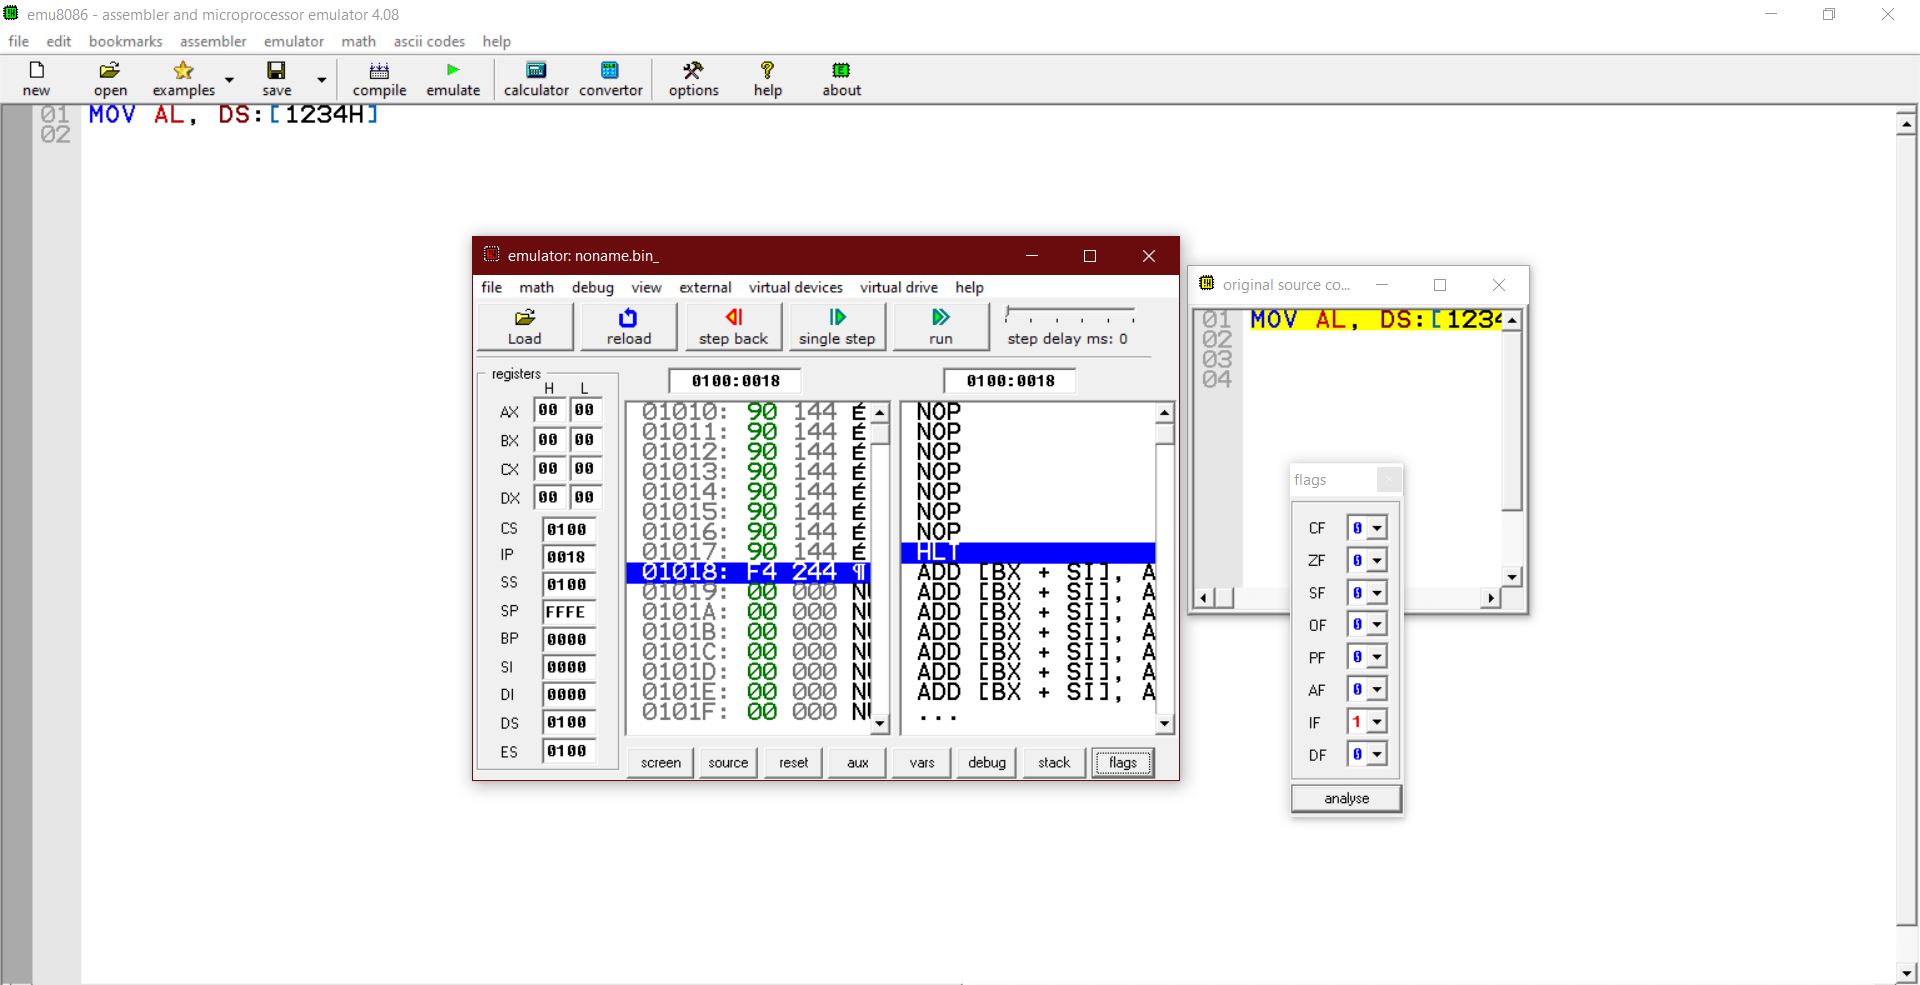 emu8086 - assembler and microprocessor emulator 4.08
file edit bookmarks assembler emulator math ascii codes help
new open examples save compile emulate calculator convertor options help about
01 MOV AL, DS:[1234H]
02
emulator: noname.bin_
file math debug view external virtual devices virtual drive help
Load reload step back single step run step delay ms: 0
registers
H L
AX 00 00
BX 00 00
CX 00 00
DX 00 00
CS 0100
IP 0018
SS 0100
SP FFFE
BP 0000
SI 0000
DI 0000
DS 0100
ES 0100
0100:0018
01010: 90 144 É
01011: 90 144 É
01012: 90 144 É
01013: 90 144 É
01014: 90 144 É
01015: 90 144 É
01016: 90 144 É
01017: 90 144 É
01018: F4 244 ¶
01019: 00 000 NU
0101A: 00 000 NU
0101B: 00 000 NU
0101C: 00 000 NU
0101D: 00 000 NU
0101E: 00 000 NU
0101F: 00 000 NU
0100:0018
NOP
NOP
NOP
NOP
NOP
NOP
NOP
HLT
ADD [BX + SI], A
ADD [BX + SI], A
ADD [BX + SI], A
ADD [BX + SI], A
ADD [BX + SI], A
ADD [BX + SI], A
ADD [BX + SI], A
...
screen source reset aux vars debug stack flags
original source co...
01 MOV AL, DS:[1234
02
03
04
flags
CF 0
ZF 0
SF 0
OF 0
PF 0
AF 0
IF 1
DF 0
analyse